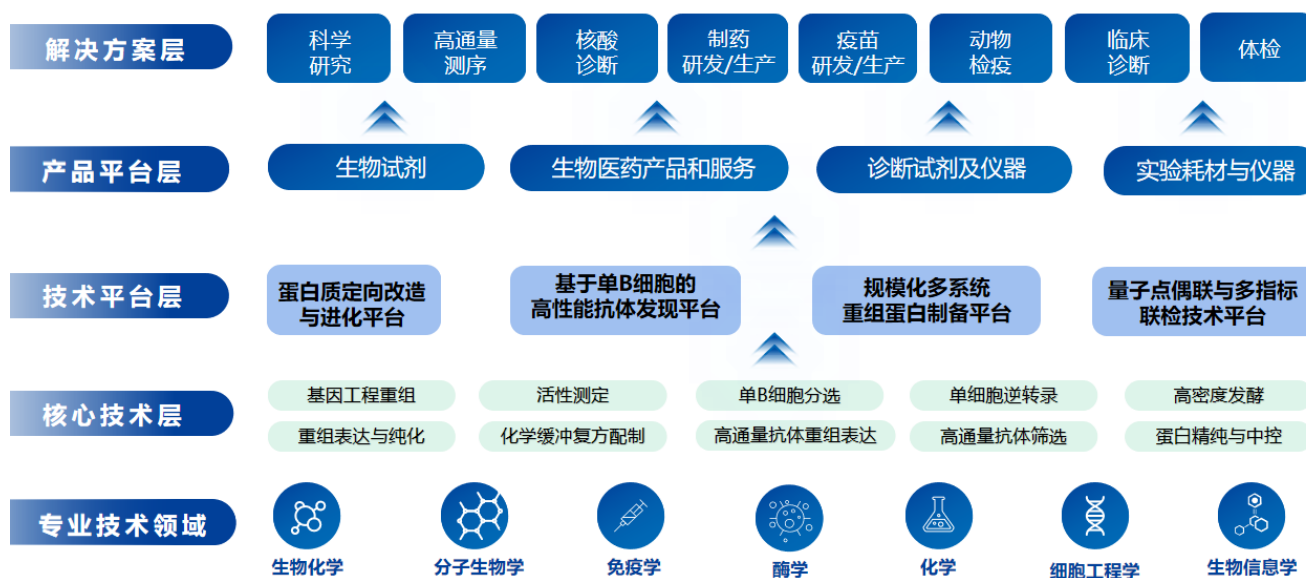 解决方案层
科学
研究
高通量
测序
核酸
诊断
制药
研发/生产
疫苗
研发/生产
动物
检疫
临床
诊断
体检
产品平台层
生物试剂
生物医药产品和服务
诊断试剂及仪器
实验耗材与仪器
技术平台层
蛋白质定向改造
与进化平台
基于单B细胞的
高性能抗体发现平台
规模化多系统
重组蛋白制备平台
量子点偶联与多指标
联检技术平台
核心技术层
基因工程重组
活性测定
单B细胞分选
单细胞逆转录
高密度发酵
重组表达与纯化
化学缓冲复方配制
高通量抗体重组表达
高通量抗体筛选
蛋白精纯与中控
专业技术领域
生物化学
分子生物学
免疫学
酶学
化学
细胞工程学
生物信息学